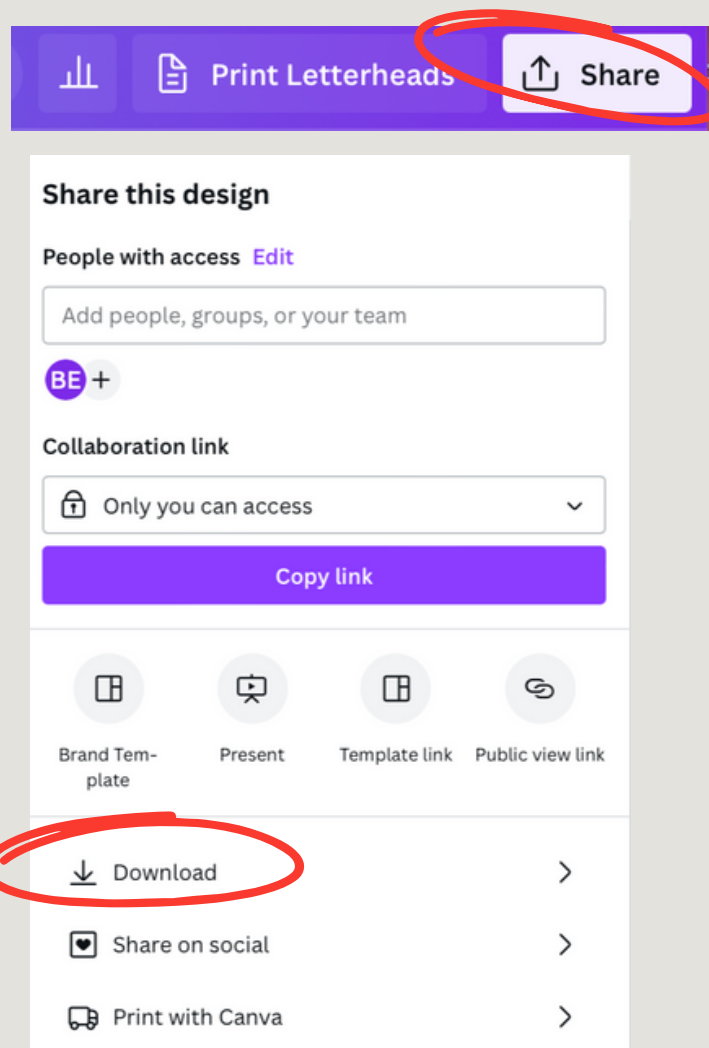 Print Letterheads
Share
Share this design
People with access Edit
Add people, groups, or your team
BE +
Collaboration link
Only you can access
Copy link
Brand Tem-
plate
Present
Template link
Public view link
Download
Share on social
Print with Canva